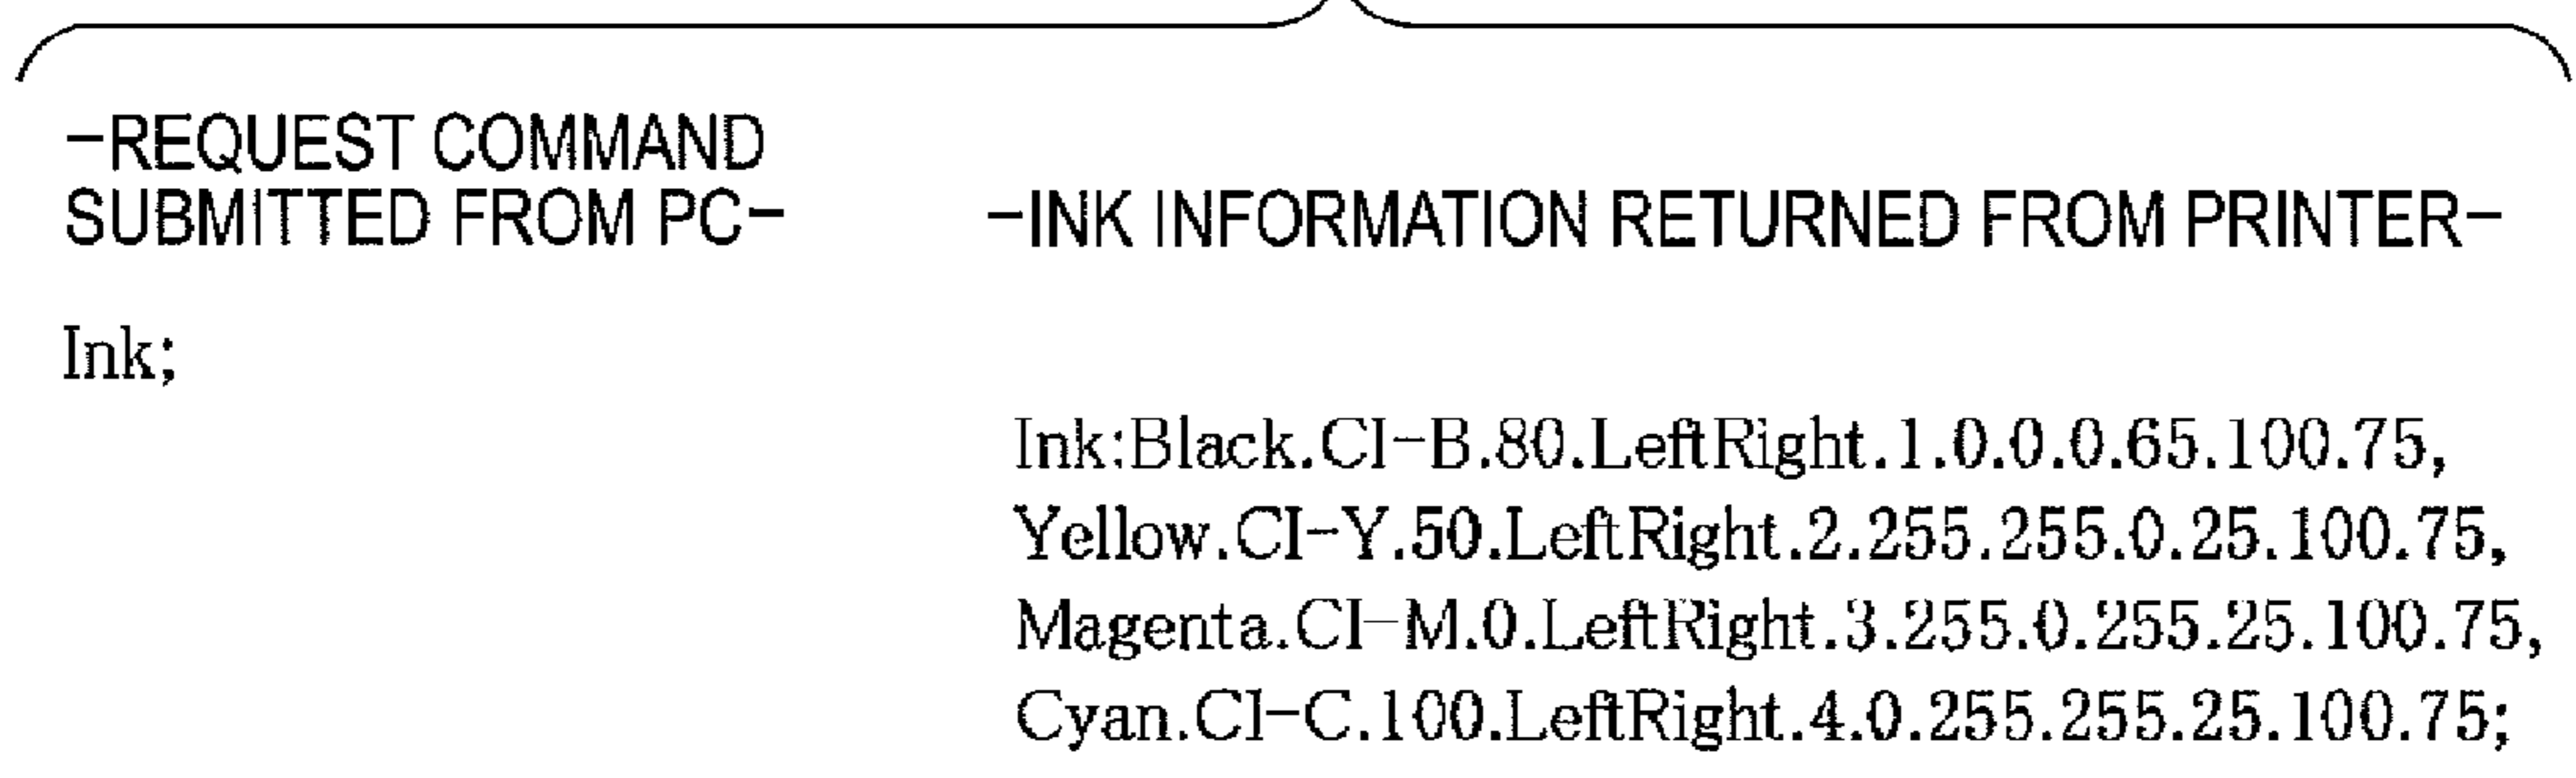 -REQUEST COMMAND
SUBMITTED FROM PC-
-INK INFORMATION RETURNED FROM PRINTER-
Ink;
Ink:Black.CI-B.80.LeftRight.1.0.0.0.65.100.75,
Yellow.CI-Y.50.LeftRight.2.255.255.0.25.100.75,
Magenta.CI-M.0.LeftRight.3.255.0.255.25.100.75,
Cyan.CI-C.100.LeftRight.4.0.255.255.25.100.75;